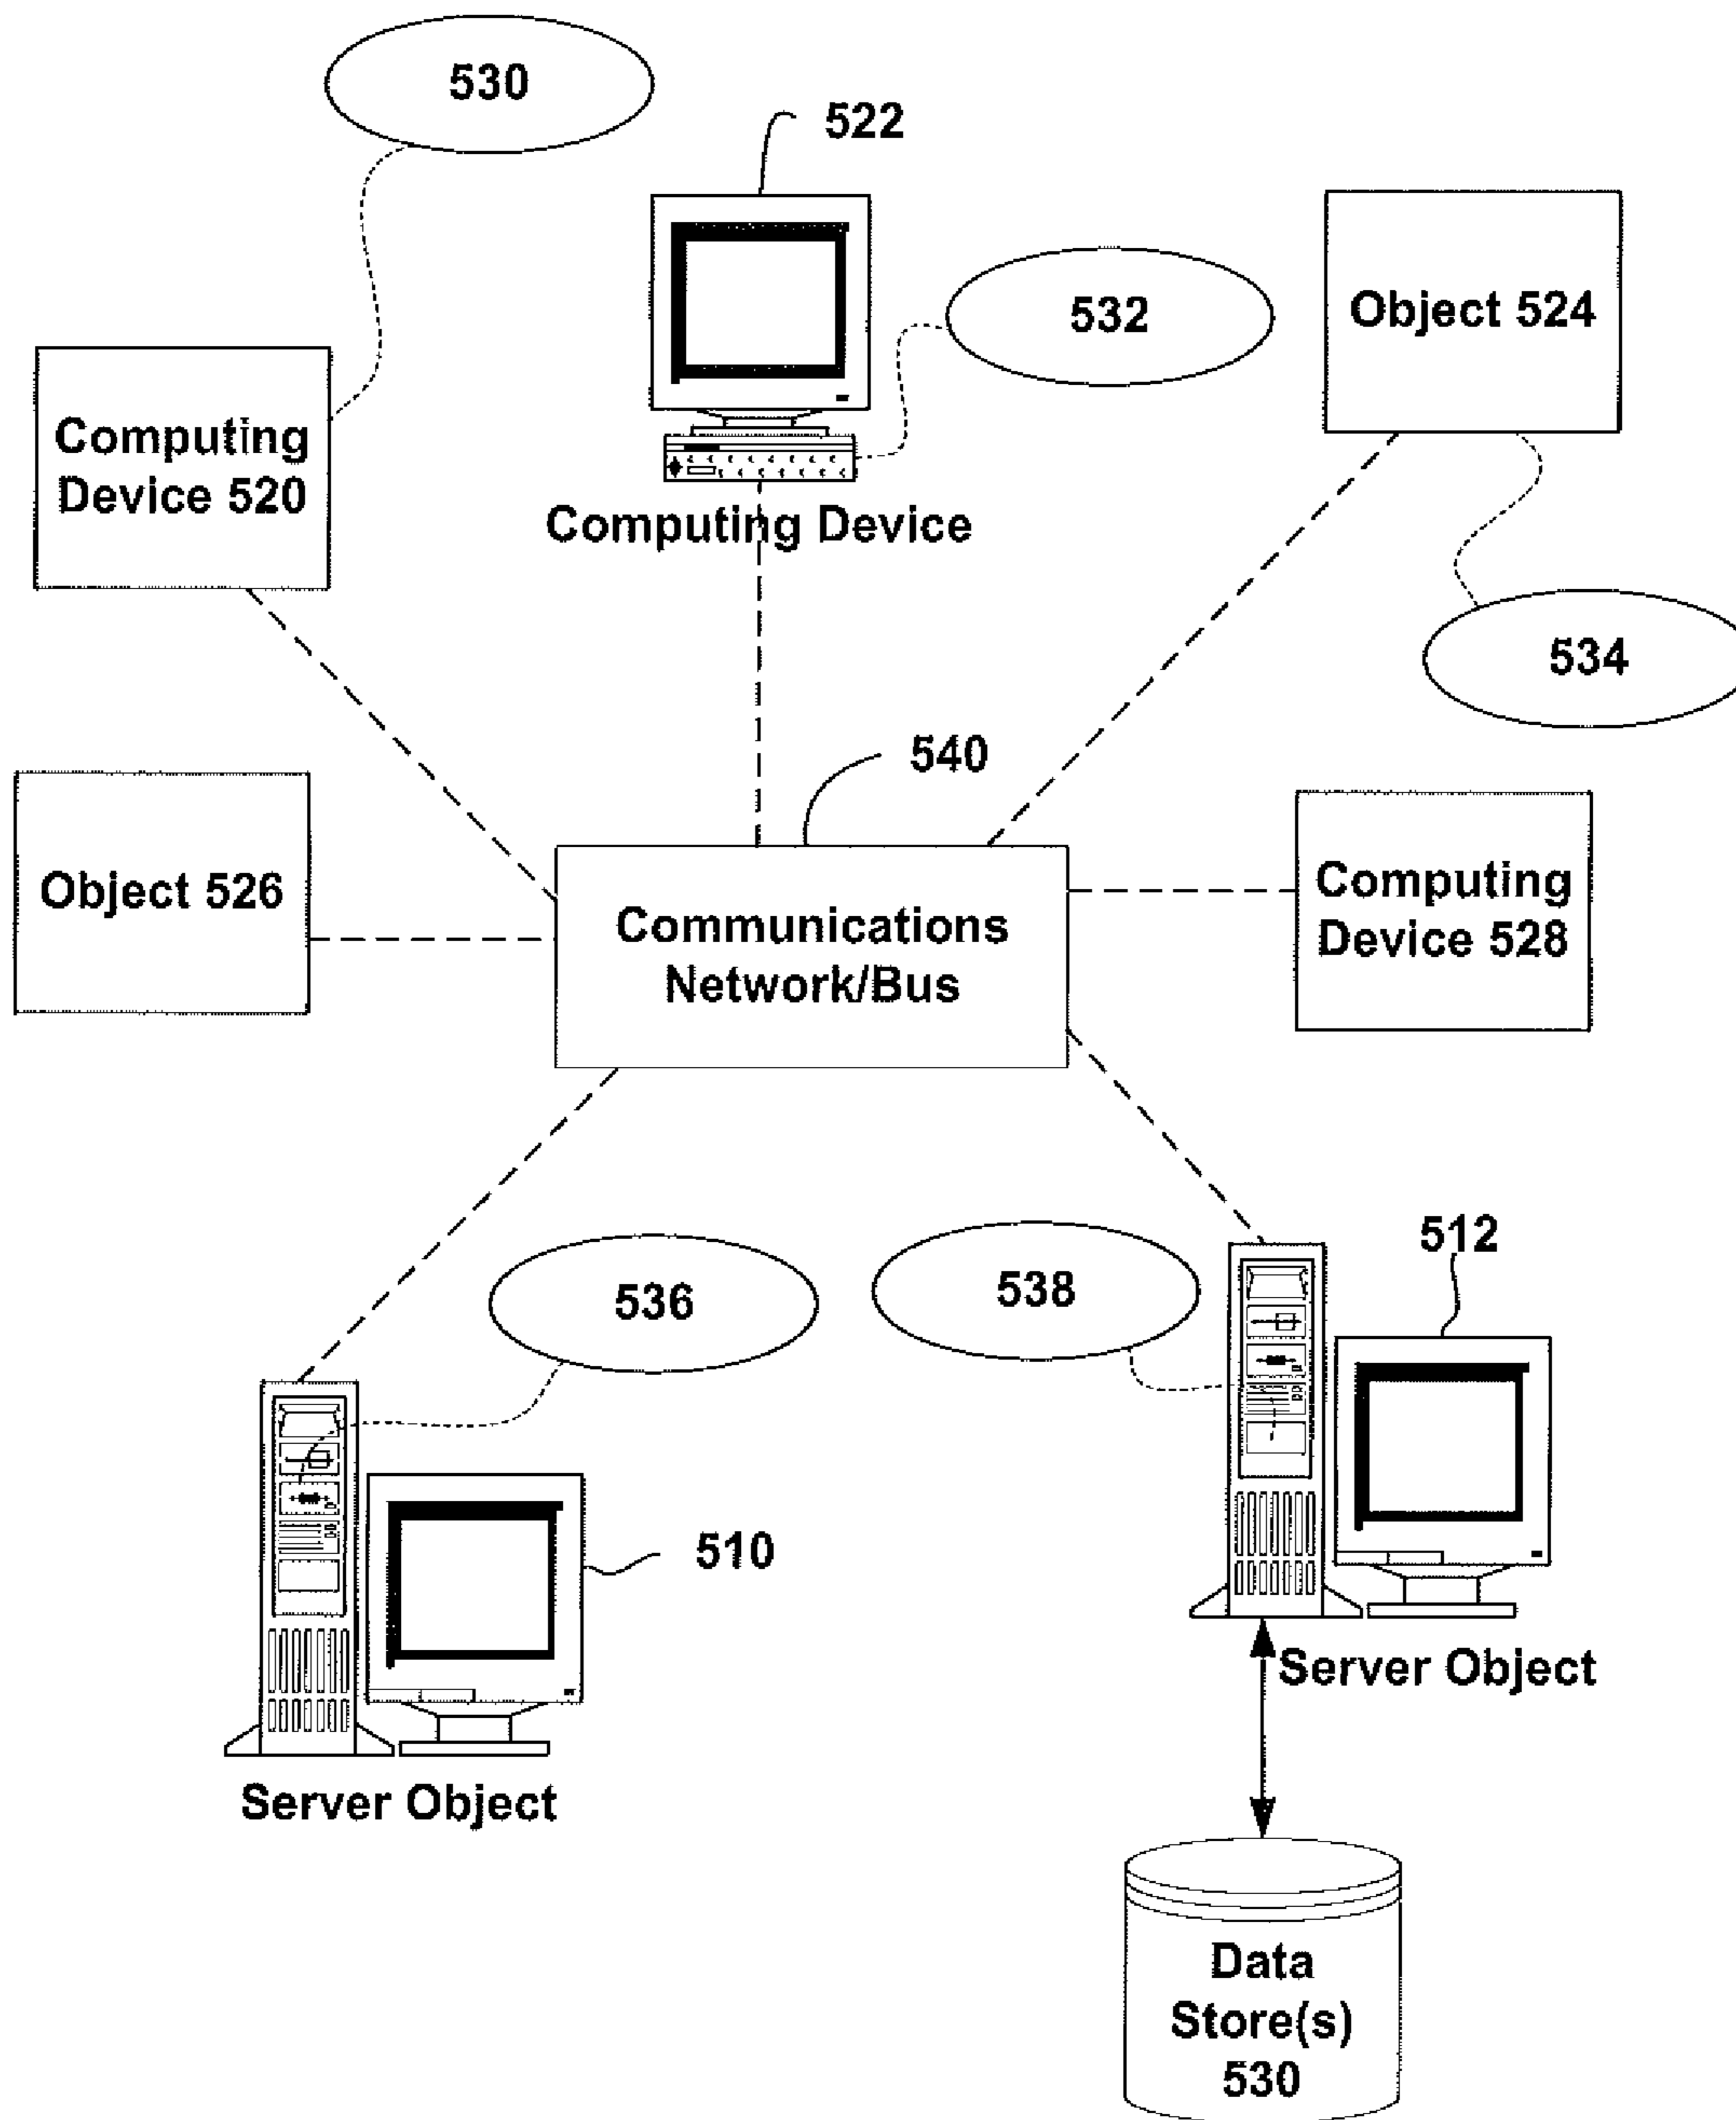 530
522
532
Object 524
Computing
Device 520
Computing Device
534
540
Object 526
Communications
Network/Bus
Computing
Device 528
536
538
512
510
Server Object
Server Object
Data
Store(s)
530